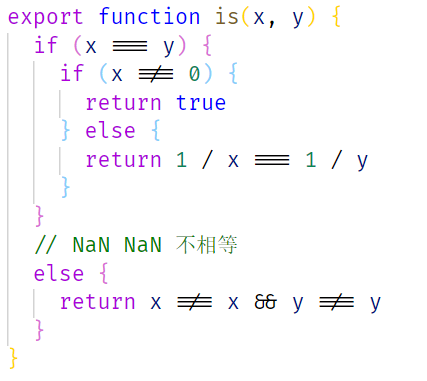 export function is(x, y) {
if (x === y) {
if (x !== 0) {
return true
} else {
return 1 / x === 1 / y
}
}
// NaN NaN 不相等
else {
return x !== x && y !== y
}
}